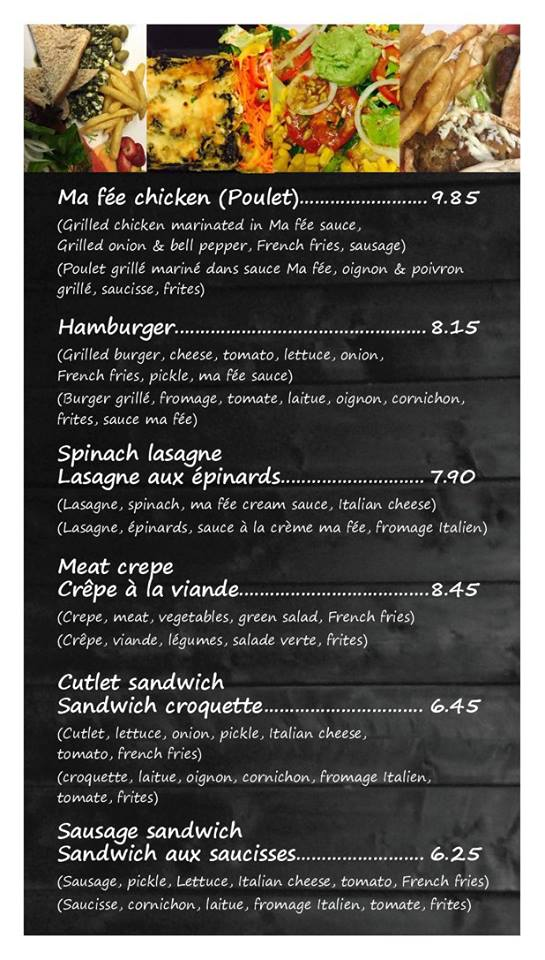 Ma fée chicken (Poulet)......................... 9.85
(Grilled chicken marinated in Ma fée sauce,
Grilled onion & bell pepper, French fries, sausage)
(Poulet grillé mariné dans sauce Ma fée, oignon & poivron
grillé, saucisse, frites)
Hamburger................................................. 8.15
(Grilled burger, cheese, tomato, lettuce, onion,
French fries, pickle, ma fée sauce)
(Burger grillé, fromage, tomate, laitue, oignon, cornichon,
frites, sauce ma fée)
Spinach lasagne
Lasagne aux épinards............................ 7.90
(Lasagne, spinach, ma fée cream sauce, Italian cheese)
(Lasagne, épinards, sauce à la crème ma fée, fromage Italien)
Meat crepe
Crêpe à la viande.....................................8.45
(Crepe, meat, vegetables, green salad, French fries)
(Crêpe, viande, légumes, salade verte, frites)
Cutlet sandwich
Sandwich croquette............................... 6.45
(Cutlet, lettuce, onion, pickle, Italian cheese,
tomato, french fries)
(croquette, laitue, oignon, cornichon, fromage Italien,
tomate, frites)
Sausage sandwich
Sandwich aux saucisses......................... 6.25
(Sausage, pickle, Lettuce, Italian cheese, tomato, French fries)
(Saucisse, cornichon, laitue, fromage Italien, tomate, frites)